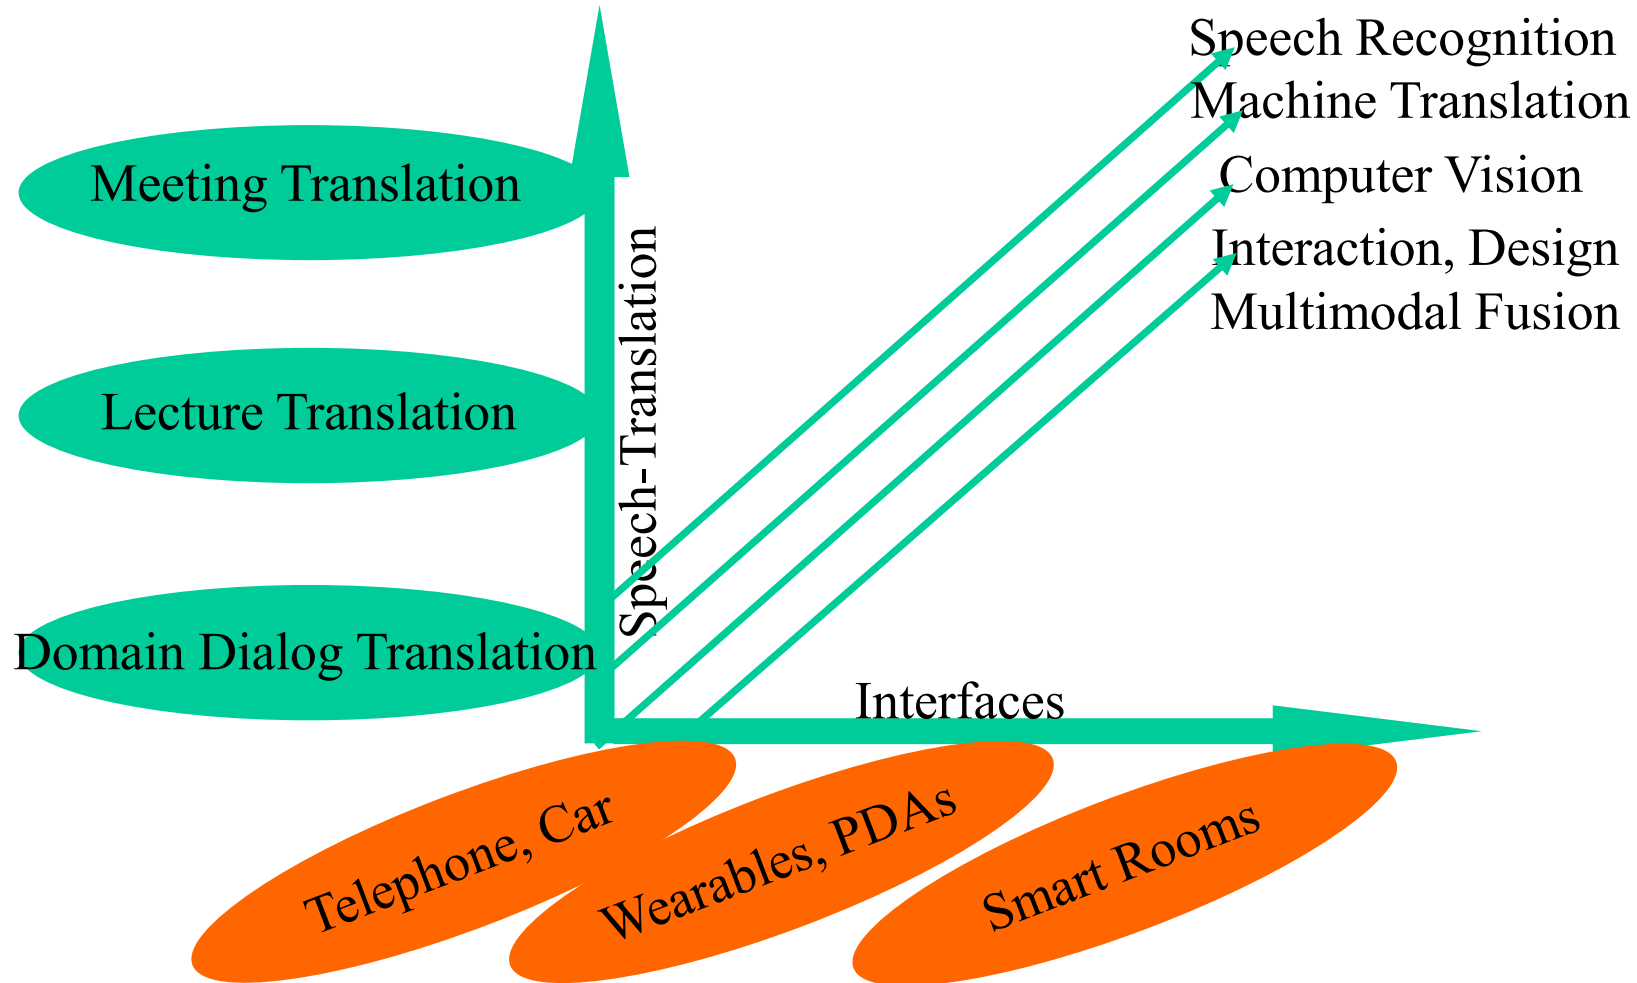 Speech Recognition
Machine Translation
Computer Vision
Interaction, Design
Multimodal Fusion
Meeting Translation
Lecture Translation
Domain Dialog Translation
Speech-Translation
Interfaces
Telephone, Car
Wearables, PDAs
Smart Rooms